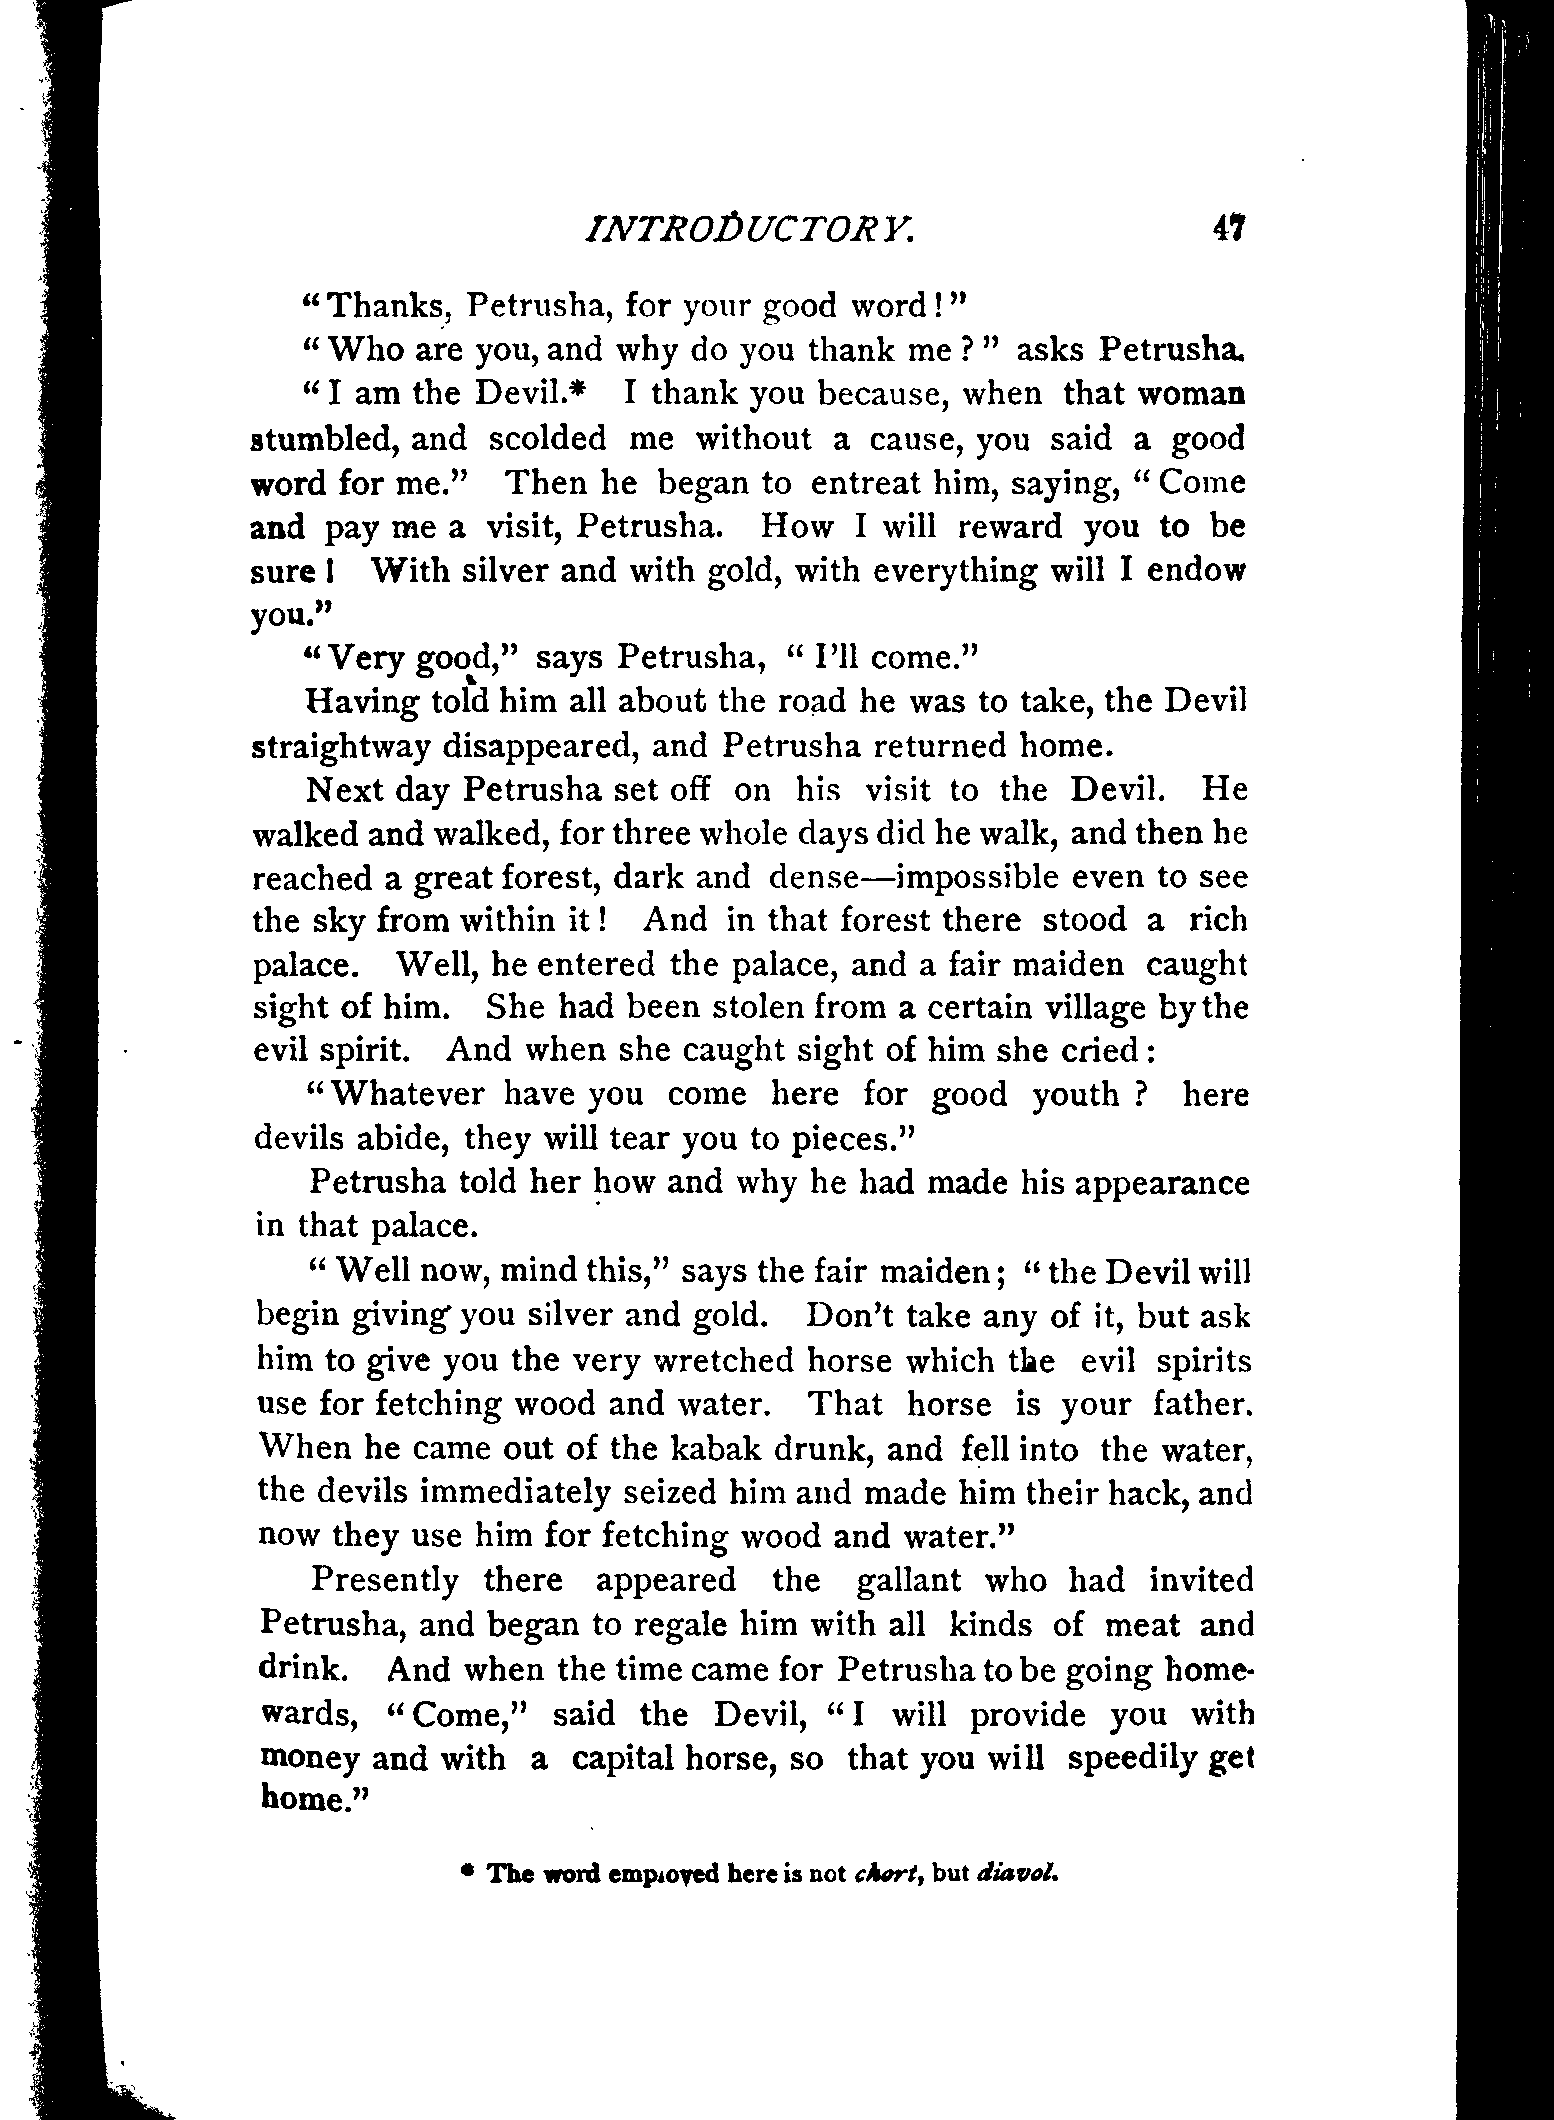 INTRODUCTORY. 47
“Thanks, Petrusha, for your good word!”
“Who are you, and why do you thank me?” asks Petrusha.
“I am the Devil.* I thank you because, when that woman
stumbled, and scolded me without a cause, you said a good
word for me.” Then he began to entreat him, saying, “Come
and pay me a visit, Petrusha. How I will reward you to be
sure! With silver and with gold, with everything will I endow
you.”
“Very good,” says Petrusha, “I’ll come.”
Having told him all about the road he was to take, the Devil
straightway disappeared, and Petrusha returned home.
Next day Petrusha set off on his visit to the Devil. He
walked and walked, for three whole days did he walk, and then he
reached a great forest, dark and dense—impossible even to see
the sky from within it! And in that forest there stood a rich
palace. Well, he entered the palace, and a fair maiden caught
sight of him. She had been stolen from a certain village by the
evil spirit. And when she caught sight of him she cried:
“Whatever have you come here for good youth? here
devils abide, they will tear you to pieces.”
Petrusha told her how and why he had made his appearance
in that palace.
“Well now, mind this,” says the fair maiden; “the Devil will
begin giving you silver and gold. Don’t take any of it, but ask
him to give you the very wretched horse which the evil spirits
use for fetching wood and water. That horse is your father.
When he came out of the kabak drunk, and fell into the water,
the devils immediately seized him and made him their hack, and
now they use him for fetching wood and water.”
Presently there appeared the gallant who had invited
Petrusha, and began to regale him with all kinds of meat and
drink. And when the time came for Petrusha to be going home-
wards, “Come,” said the Devil, “I will provide you with
money and with a capital horse, so that you will speedily get
home.”
* The word employed here is not chort, but diavol.